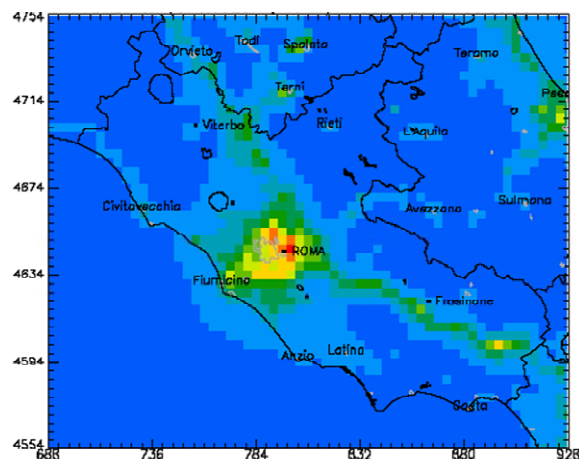 4754
Orvieto Todi Spoleto Teramo
4714
Terni Pesc
Viterbo Rieti L'Aquila
4674
Civitavecchia Avezzano Sulmona
ROMA
4634
Fiumicino Frosinone
4594
Anzio Latina
Gaeta
4554
688 736 784 832 880 928